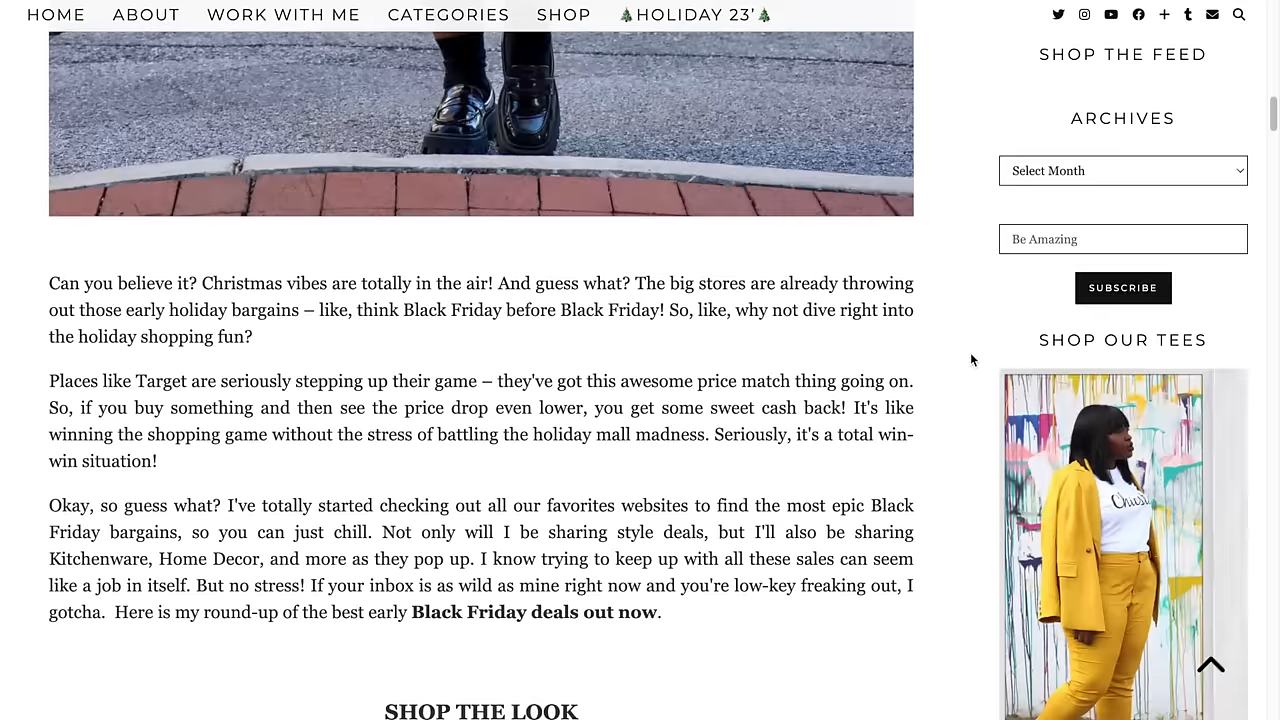 HOME ABOUT WORK WITH ME CATEGORIES SHOP 🎄HOLIDAY 23'🎄
SHOP THE FEED
ARCHIVES
Select Month
Be Amazing
SUBSCRIBE
SHOP OUR TEES
Can you believe it? Christmas vibes are totally in the air! And guess what? The big stores are already throwing
out those early holiday bargains – like, think Black Friday before Black Friday! So, like, why not dive right into
the holiday shopping fun?
Places like Target are seriously stepping up their game – they've got this awesome price match thing going on.
So, if you buy something and then see the price drop even lower, you get some sweet cash back! It's like
winning the shopping game without the stress of battling the holiday mall madness. Seriously, it's a total win-
win situation!
Okay, so guess what? I've totally started checking out all our favorites websites to find the most epic Black
Friday bargains, so you can just chill. Not only will I be sharing style deals, but I'll also be sharing
Kitchenware, Home Decor, and more as they pop up. I know trying to keep up with all these sales can seem
like a job in itself. But no stress! If your inbox is as wild as mine right now and you're low-key freaking out, I
gotcha. Here is my round-up of the best early Black Friday deals out now.
SHOP THE LOOK